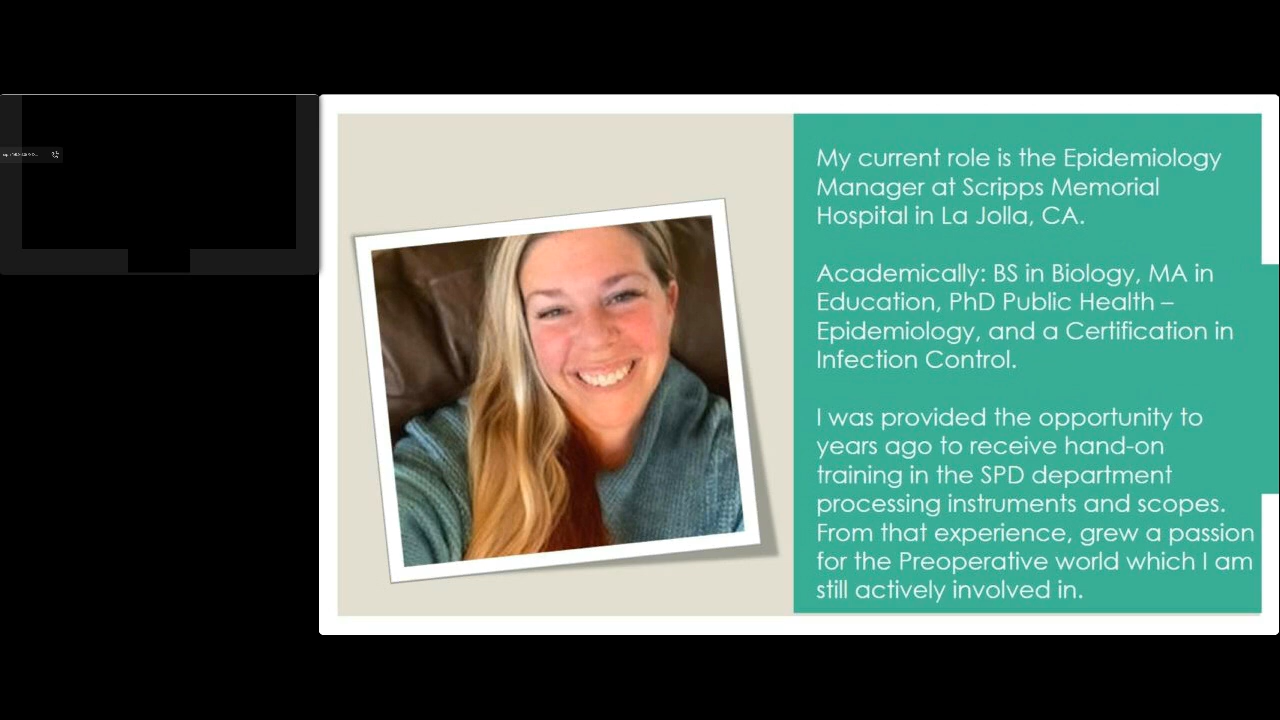 My current role is the Epidemiology
Manager at Scripps Memorial
Hospital in La Jolla, CA.
Academically: BS in Biology, MA in
Education, PhD Public Health –
Epidemiology, and a Certification in
Infection Control.
I was provided the opportunity to
years ago to receive hand-on
training in the SPD department
processing instruments and scopes.
From that experience, grew a passion
for the Preoperative world which I am
still actively involved in.